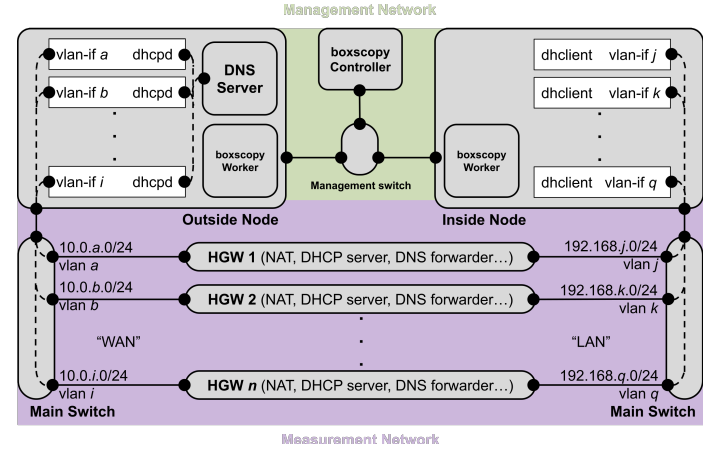 Management Network
vlan-if a dhcpd
vlan-if b dhcpd
vlan-if i dhcpd
DNS
Server
boxscopy
Worker
Outside Node
boxscopy
Controller
Management switch
boxscopy
Worker
Inside Node
dhclient vlan-if j
dhclient vlan-if k
dhclient vlan-if q
10.0.a.0/24
vlan a
HGW 1 (NAT, DHCP server, DNS forwarder…)
192.168.j.0/24
vlan j
10.0.b.0/24
vlan b
HGW 2 (NAT, DHCP server, DNS forwarder…)
192.168.k.0/24
vlan k
“WAN”
“LAN”
10.0.i.0/24
vlan i
HGW n (NAT, DHCP server, DNS forwarder…)
192.168.q.0/24
vlan q
Main Switch
Main Switch
Measurement Network